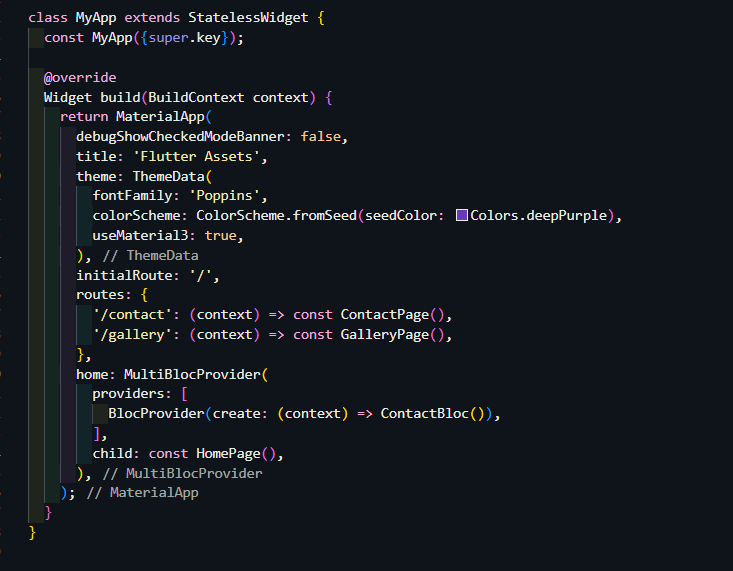 class MyApp extends StatelessWidget {
  const MyApp({super.key});

  @override
  Widget build(BuildContext context) {
    return MaterialApp(
      debugShowCheckedModeBanner: false,
      title: 'Flutter Assets',
      theme: ThemeData(
        fontFamily: 'Poppins',
        colorScheme: ColorScheme.fromSeed(seedColor: Colors.deepPurple),
        useMaterial3: true,
      ), // ThemeData
      initialRoute: '/',
      routes: {
        '/contact': (context) => const ContactPage(),
        '/gallery': (context) => const GalleryPage(),
      },
      home: MultiBlocProvider(
        providers: [
          BlocProvider(create: (context) => ContactBloc()),
        ],
        child: const HomePage(),
      ), // MultiBlocProvider
    ); // MaterialApp
  }
}